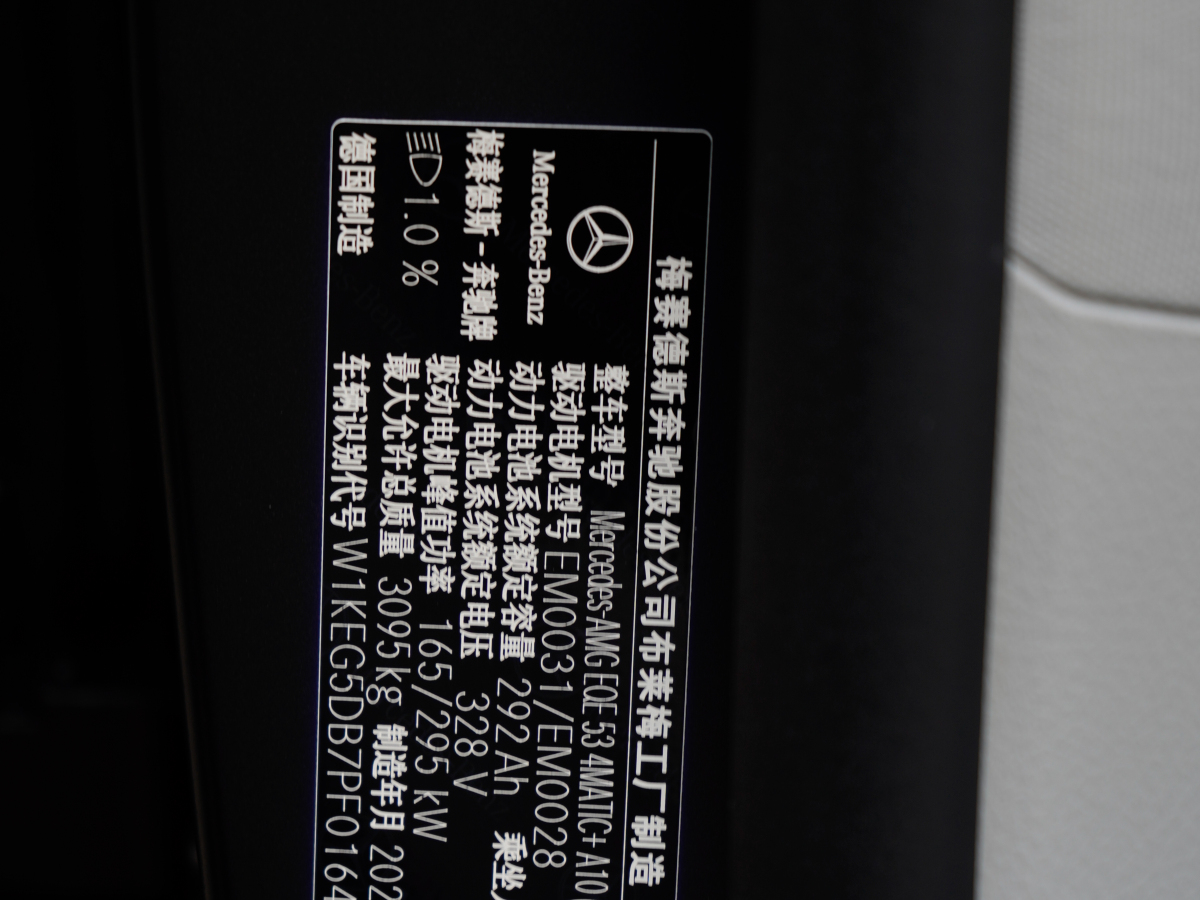 梅赛德斯奔驰股份公司布莱梅工厂 制造
Mercedes-Benz
梅赛德斯-奔驰牌
1.0 %
德国制造
整车型号 Mercedes-AMG EQE 53 4MATIC+ A10
驱动电机型号 EM0031/EM0028
动力电池系统额定容量 292 Ah 乘坐
动力电池系统额定电压 328 V
驱动电机峰值功率 165/295 kW
最大允许总质量 3095kg 制造年月 202
车辆识别代号 W1KEG5DB7PF0164